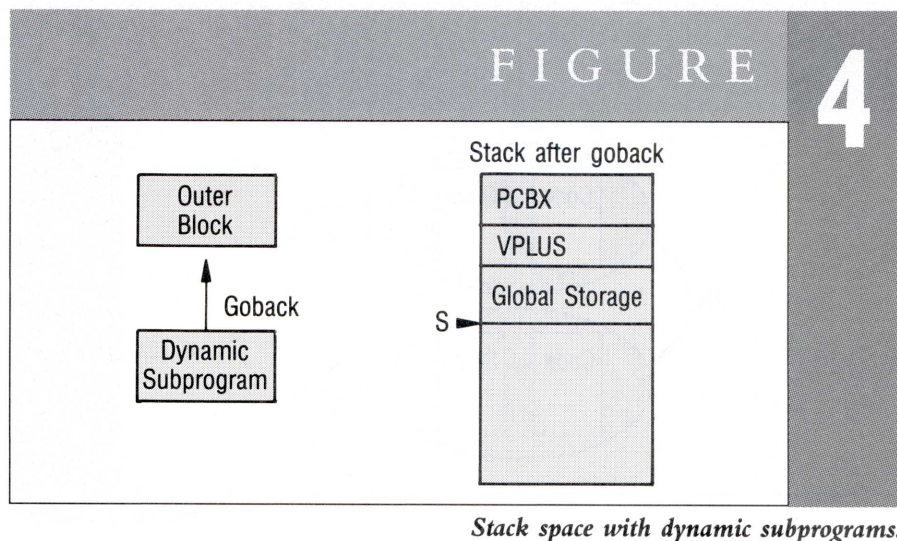 FIGURE
4
Outer
Block
Goback
Dynamic
Subprogram
Stack after goback
PCBX
VPLUS
Global Storage
S
Stack space with dynamic subprograms.